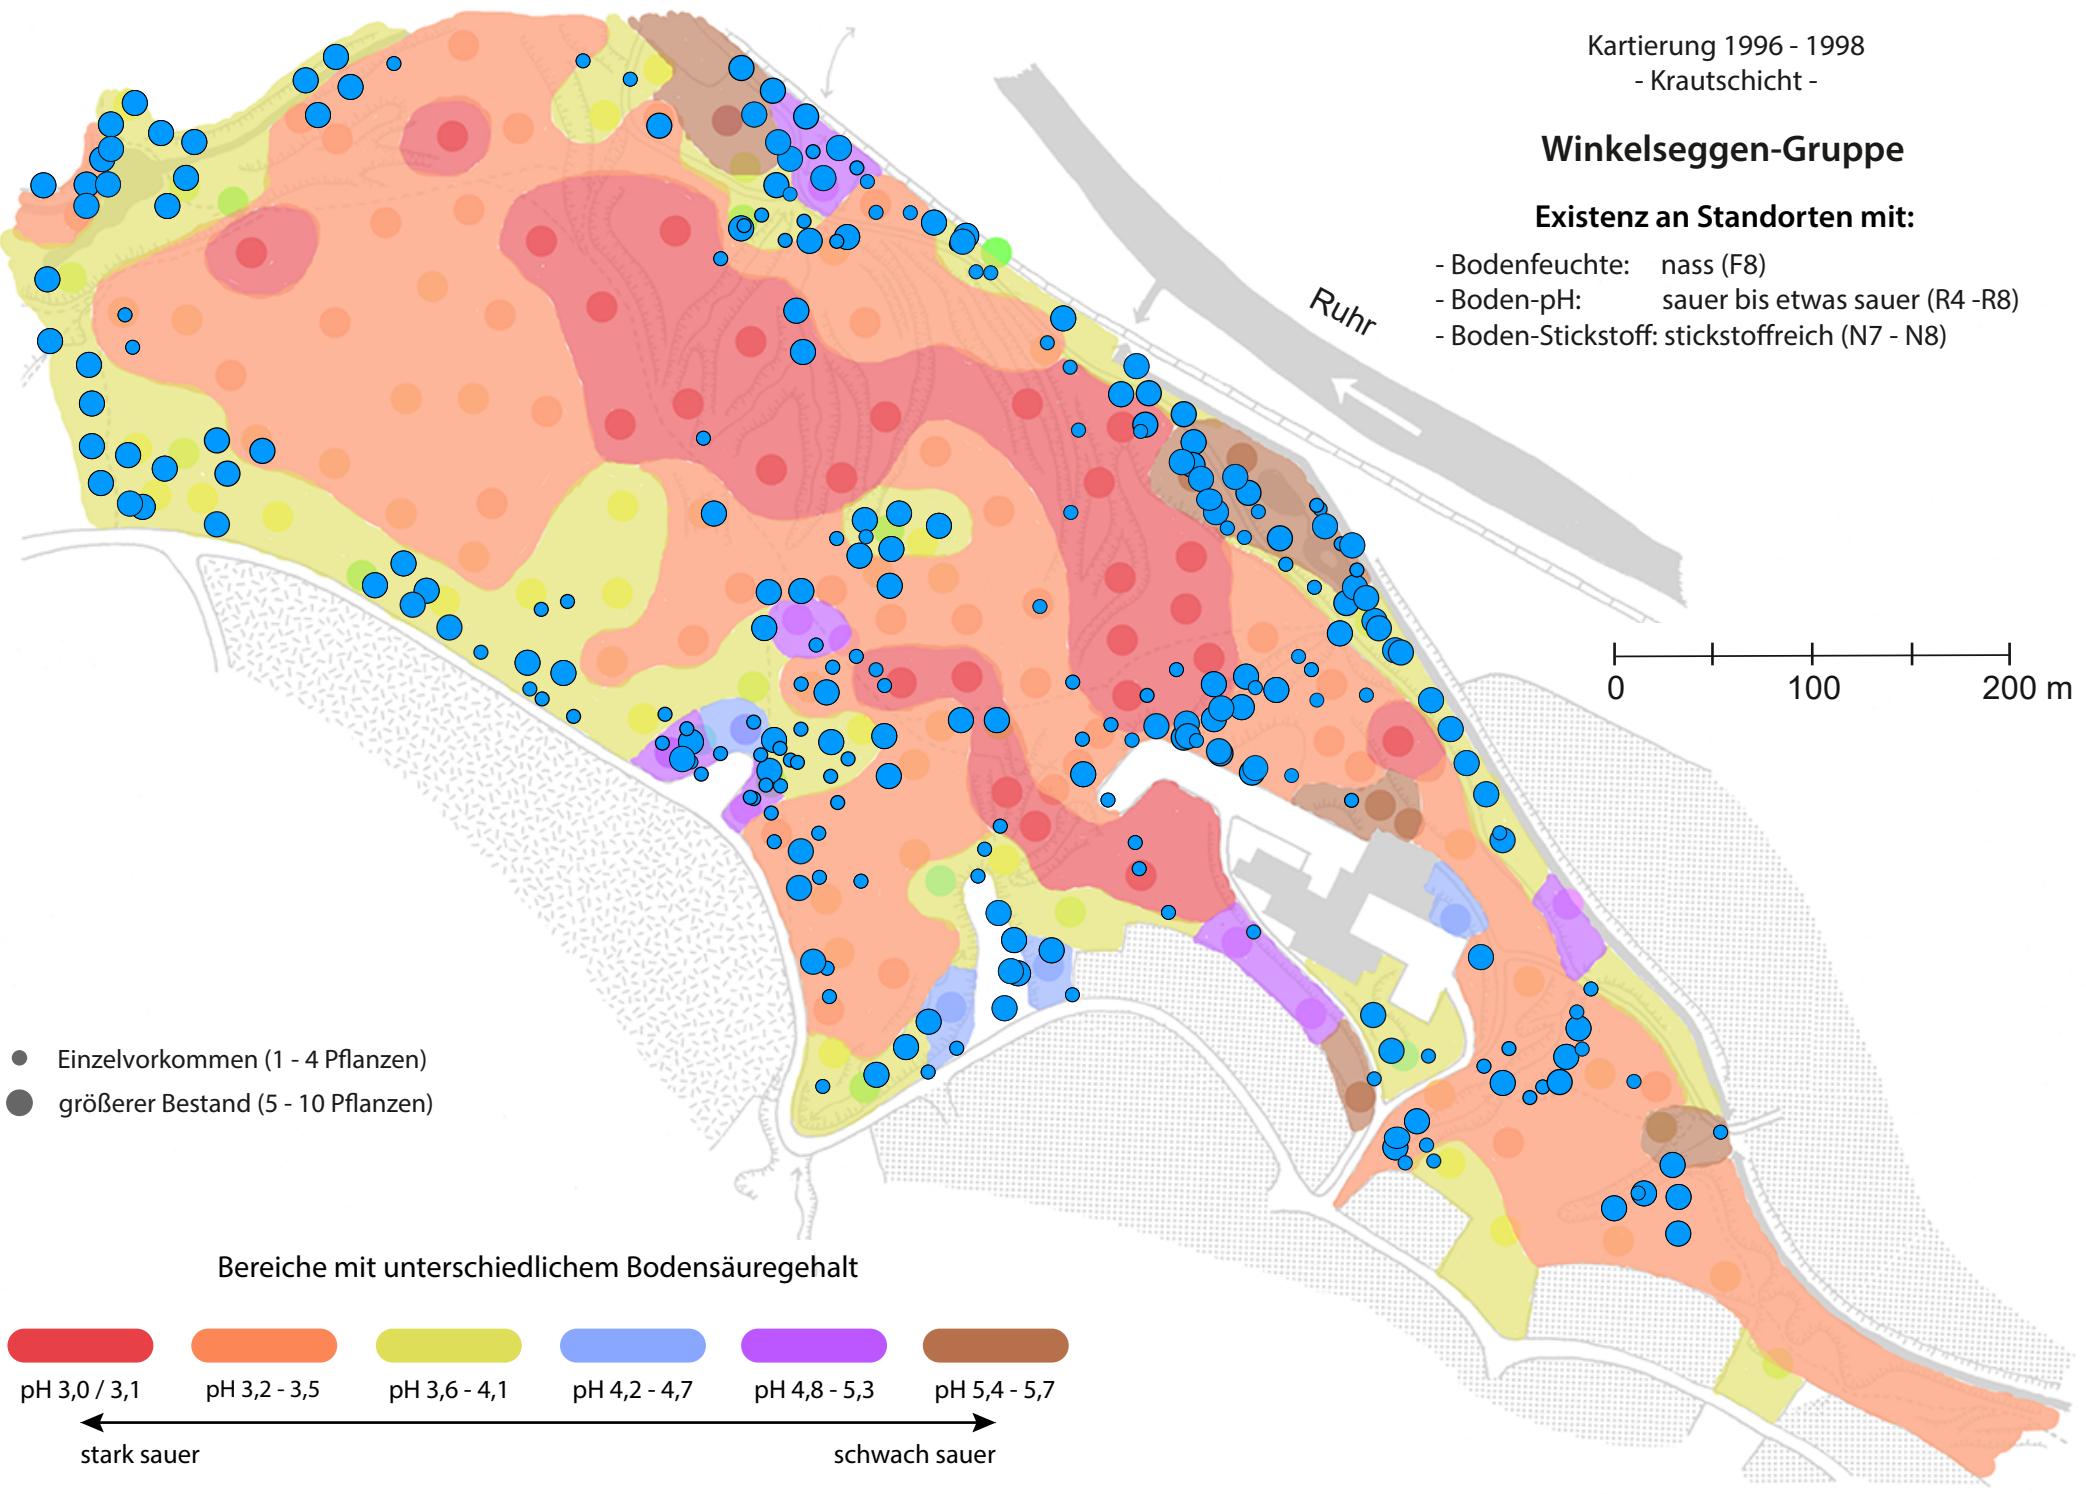 Kartierung 1996 - 1998
- Krautschicht -
Winkelseggen-Gruppe
Existenz an Standorten mit:
- Bodenfeuchte: nass (F8)
- Boden-pH: sauer bis etwas sauer (R4 -R8)
- Boden-Stickstoff: stickstoffreich (N7 - N8)
Ruhr
0 100 200 m
Einzelvorkommen (1 - 4 Pflanzen)
größerer Bestand (5 - 10 Pflanzen)
Bereiche mit unterschiedlichem Bodensäuregehalt
pH 3,0 / 3,1 pH 3,2 - 3,5 pH 3,6 - 4,1 pH 4,2 - 4,7 pH 4,8 - 5,3 pH 5,4 - 5,7
stark sauer schwach sauer